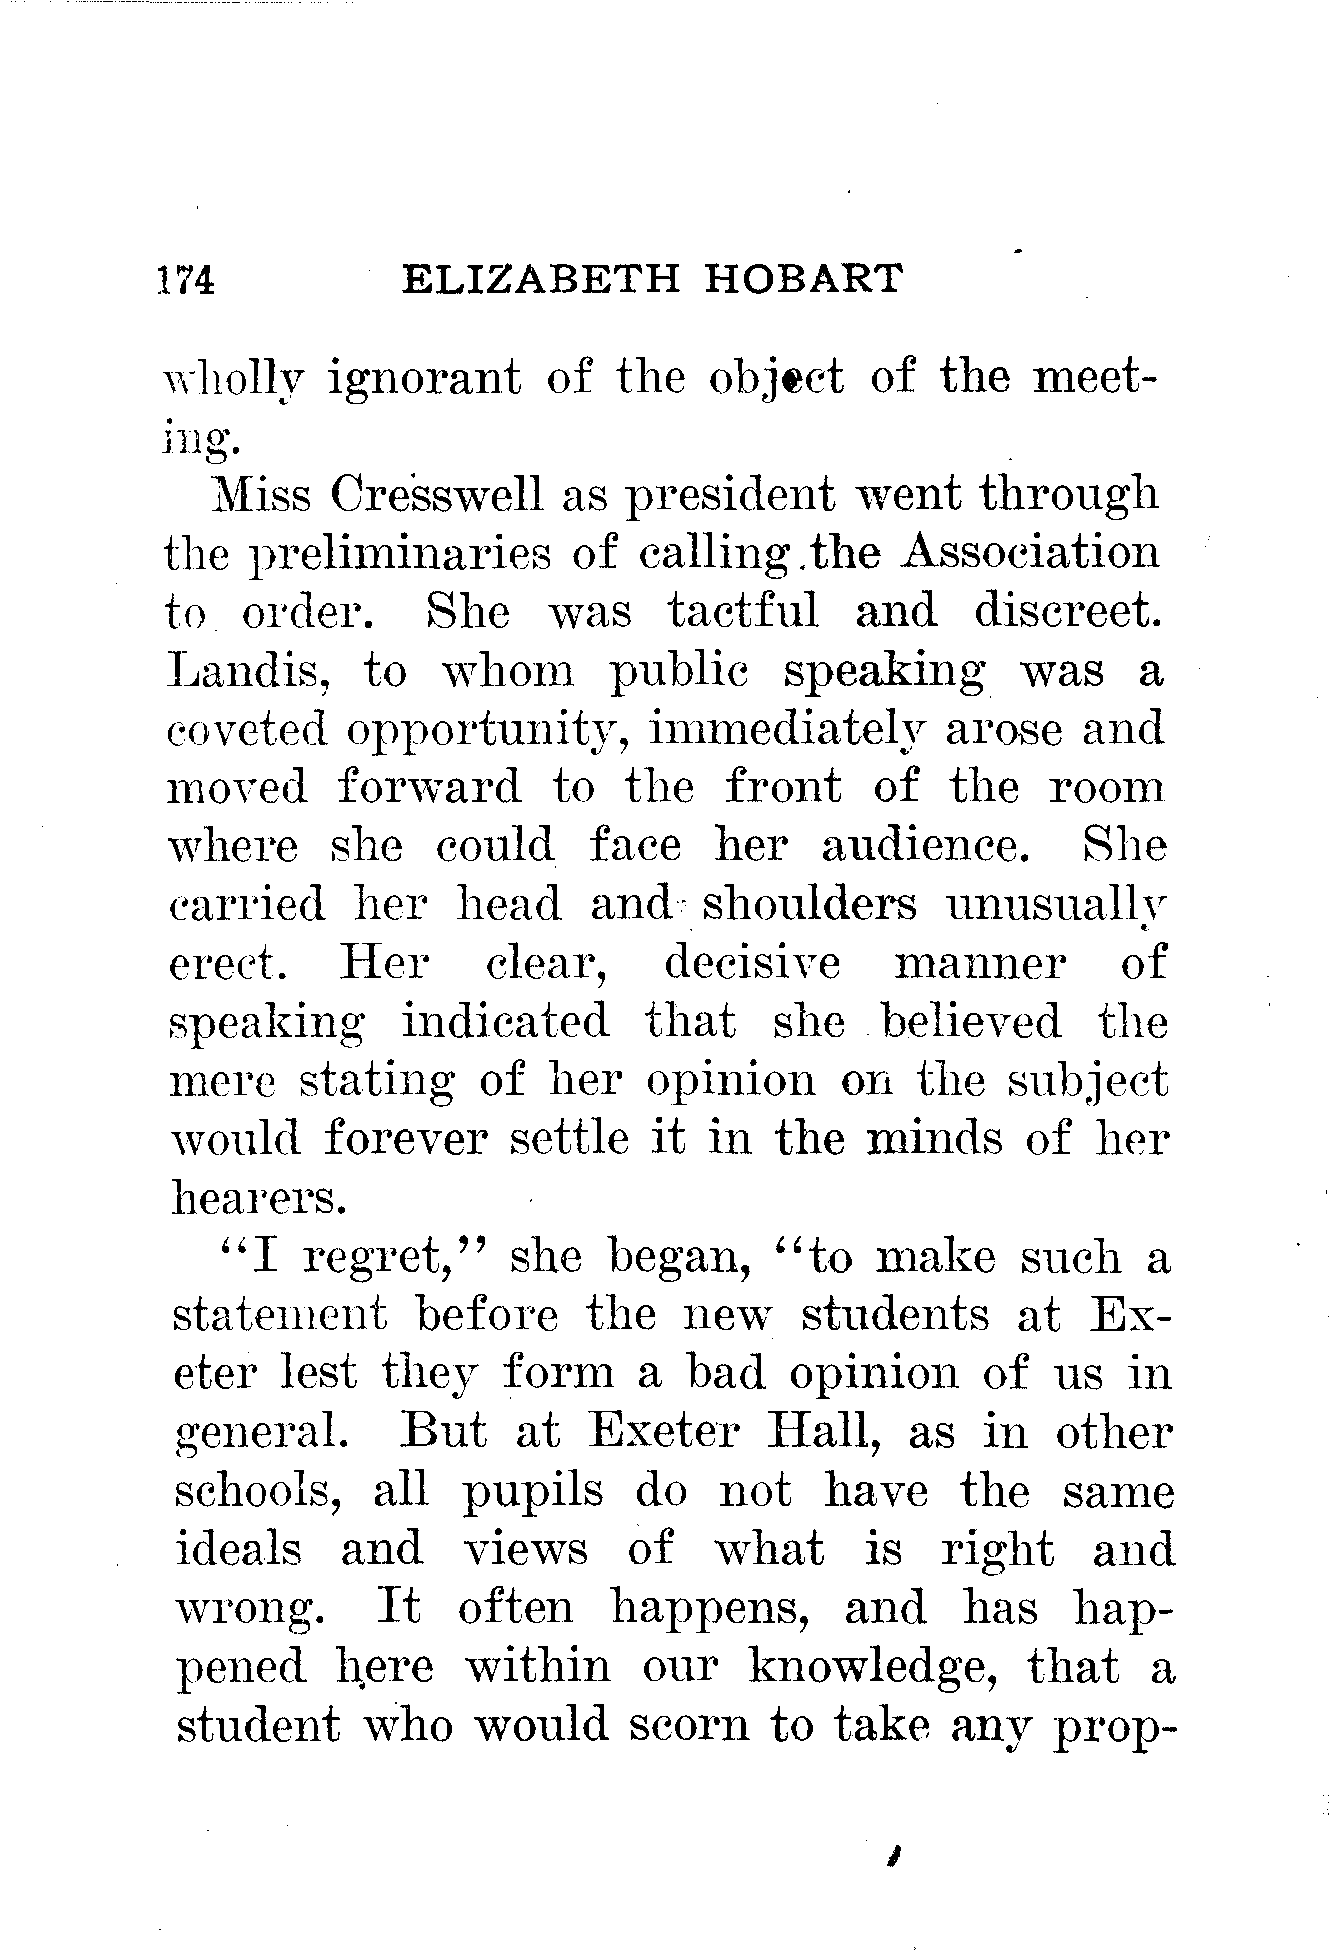 174 ELIZABETH HOBART
wholly ignorant of the object of the meet-
ing.
Miss Cresswell as president went through
the preliminaries of calling the Association
to order. She was tactful and discreet.
Landis, to whom public speaking was a
coveted opportunity, immediately arose and
moved forward to the front of the room
where she could face her audience. She
carried her head and shoulders unusually
erect. Her clear, decisive manner of
speaking indicated that she believed the
mere stating of her opinion on the subject
would forever settle it in the minds of her
hearers.
"I regret," she began, "to make such a
statement before the new students at Ex-
eter lest they form a bad opinion of us in
general. But at Exeter Hall, as in other
schools, all pupils do not have the same
ideals and views of what is right and
wrong. It often happens, and has hap-
pened here within our knowledge, that a
student who would scorn to take any prop-